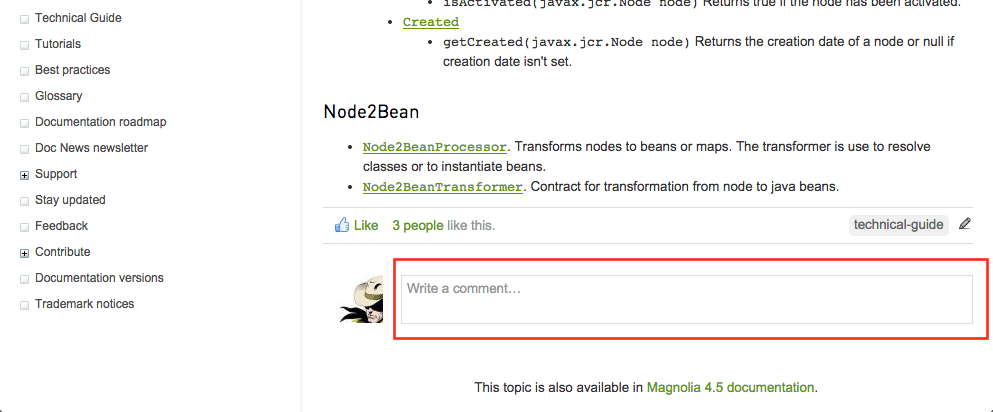 Technical Guide
Tutorials
Best practices
Glossary
Documentation roadmap
Doc News newsletter
Support
Stay updated
Feedback
Contribute
Documentation versions
Trademark notices
isActivated(javax.jcr.Node node) Returns true if the node has been activated.
Created
getCreated(javax.jcr.Node node) Returns the creation date of a node or null if
creation date isn't set.
Node2Bean
Node2BeanProcessor. Transforms nodes to beans or maps. The transformer is use to resolve
classes or to instantiate beans.
Node2BeanTransformer. Contract for transformation from node to java beans.
Like 3 people like this. technical-guide
Write a comment…
This topic is also available in Magnolia 4.5 documentation.